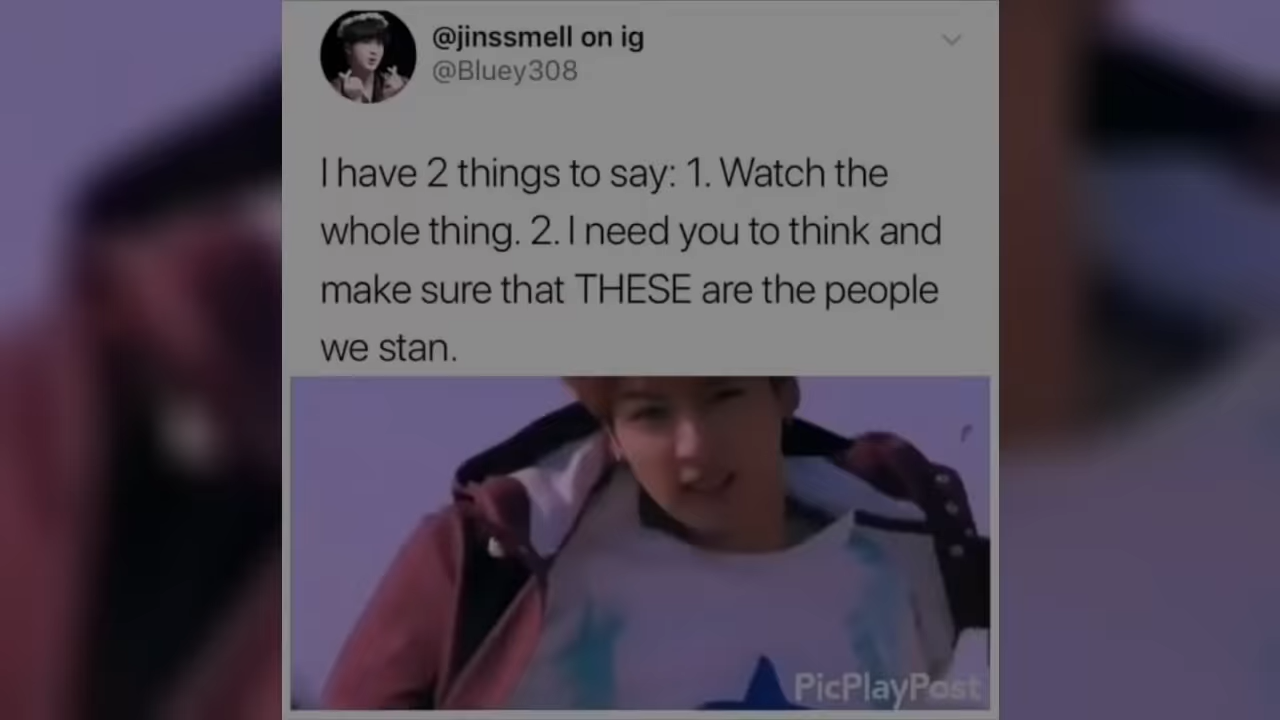 @jinssmell on ig
@Bluey308
I have 2 things to say: 1. Watch the
whole thing. 2. I need you to think and
make sure that THESE are the people
we stan.
PicPlayPost